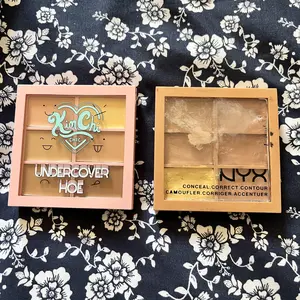 KimChi
UNDERCOVER
HOE
NYX
CONCEAL.CORRECT.CONTOUR
CAMOUFLER.CORRIGER.ACCENTUER